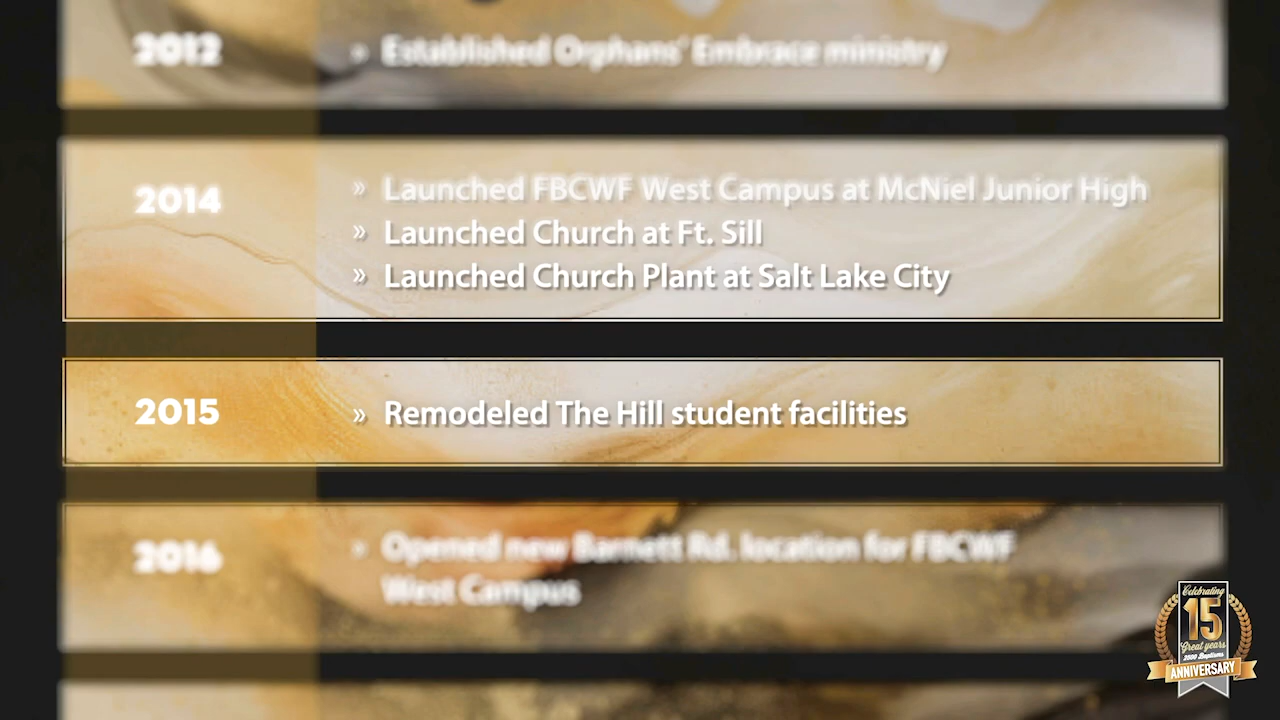 2012 » Established Orphans' Embrace ministry
2014 » Launched FBCWF West Campus at McNiel Junior High
» Launched Church at Ft. Sill
» Launched Church Plant at Salt Lake City
2015 » Remodeled The Hill student facilities
2016 » Opened new Barnett Rd. location for FBCWF
West Campus
Celebrating
15
Great years
2500 Baptisms
ANNIVERSARY